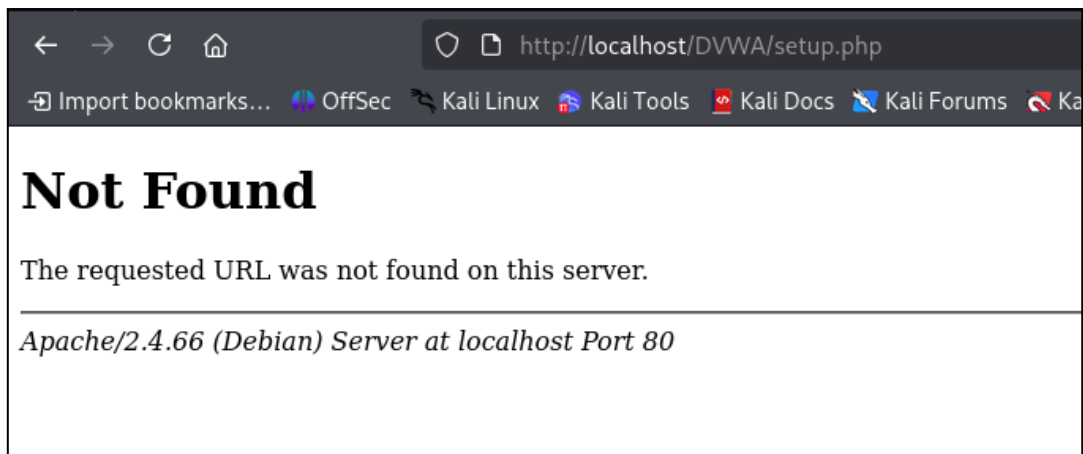 http://localhost/DVWA/setup.php
Import bookmarks... OffSec Kali Linux Kali Tools Kali Docs Kali Forums Ka
Not Found
The requested URL was not found on this server.
Apache/2.4.66 (Debian) Server at localhost Port 80